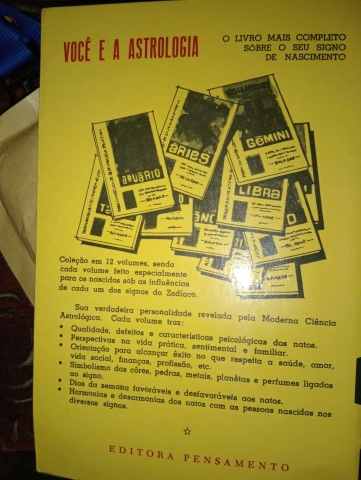 VOCÊ E A ASTROLOGIA
O LIVRO MAIS COMPLETO
SÔBRE O SEU SIGNO
DE NASCIMENTO
AQUÁRIO
ÁRIES
GÊMINI
LIBRA
Coleção em 12 volumes, sendo
cada volume feito especialmente
para os nascidos sôb as influências
de cada um dos signos do Zodíaco.
Sua verdadeira personalidade revelada pela Moderna Ciência
Astrológica. Cada volume tras:
• Qualidade, defeitos e características psicológicas dos natos.
• Perspectivas na vida prática, sentimental e familiar.
• Orientação para alcançar êxito no que respeita a saúde, amor,
vida social, finanças, profissão, etc.
• Simbolismo das côres, pedras, metais, planêtas e perfumes ligados
ao signo.
• Dias da semana favoráveis e desfavoráveis aos natos.
• Harmonias e desarmonias dos natos com as pessoas nascidas nos
diversos signos.
EDITORA PENSAMENTO